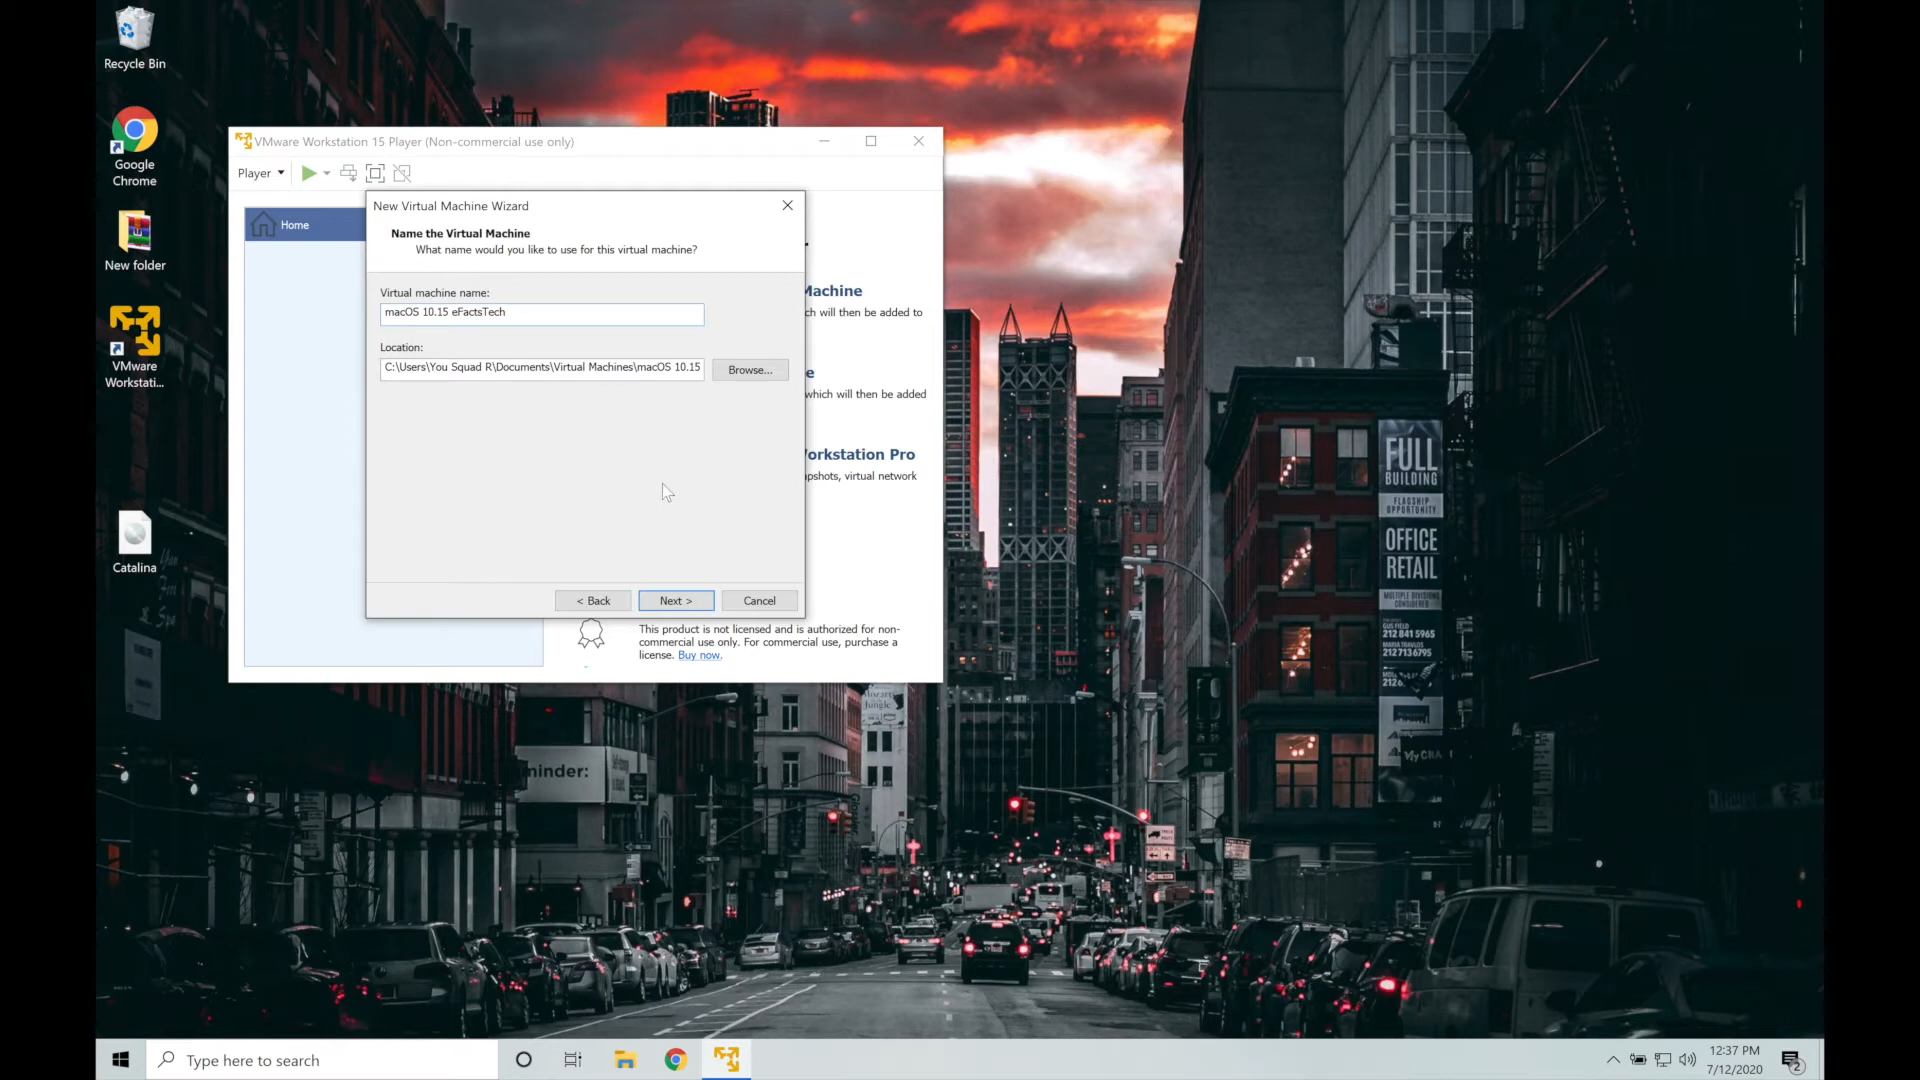 Recycle Bin
Google
Chrome
New folder
VMware
Workstati...
Catalina
VMware Workstation 15 Player (Non-commercial use only)
Player
Home
New Virtual Machine Wizard
Name the Virtual Machine
What name would you like to use for this virtual machine?
Virtual machine name:
macOS 10.15 eFactsTech
Location:
C:\Users\You Squad R\Documents\Virtual Machines\macOS 10.15
Browse...
< Back
Next >
Cancel
Machine
ch will then be added to
e
which will then be added
orkstation Pro
pshots, virtual network
This product is not licensed and is authorized for non-
commercial use only. For commercial use, purchase a
license. Buy now.
FULL
BUILDING
FLAGSHIP
OPPORTUNITY
OFFICE
RETAIL
MULTIPLE DIVISIONS
CONSIDERED
212 841 5965
212 713 6795
minder:
Type here to search
12:37 PM
7/12/2020
2